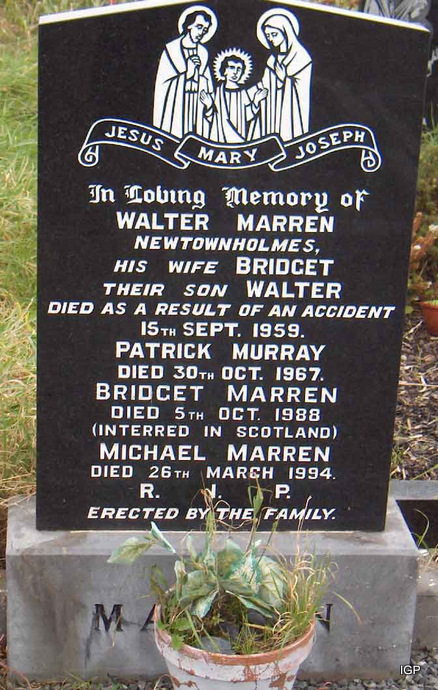 JESUS MARY JOSEPH
In Loving Memory of
WALTER MARREN
NEWTOWNHOLMES,
HIS WIFE BRIDGET
THEIR SON WALTER
DIED AS A RESULT OF AN ACCIDENT
15TH SEPT. 1959.
PATRICK MURRAY
DIED 30TH OCT. 1967.
BRIDGET MARREN
DIED 5TH OCT. 1988
(INTERRED IN SCOTLAND)
MICHAEL MARREN
DIED 26TH MARCH 1994.
R. I. P.
ERECTED BY THE FAMILY.
IGP